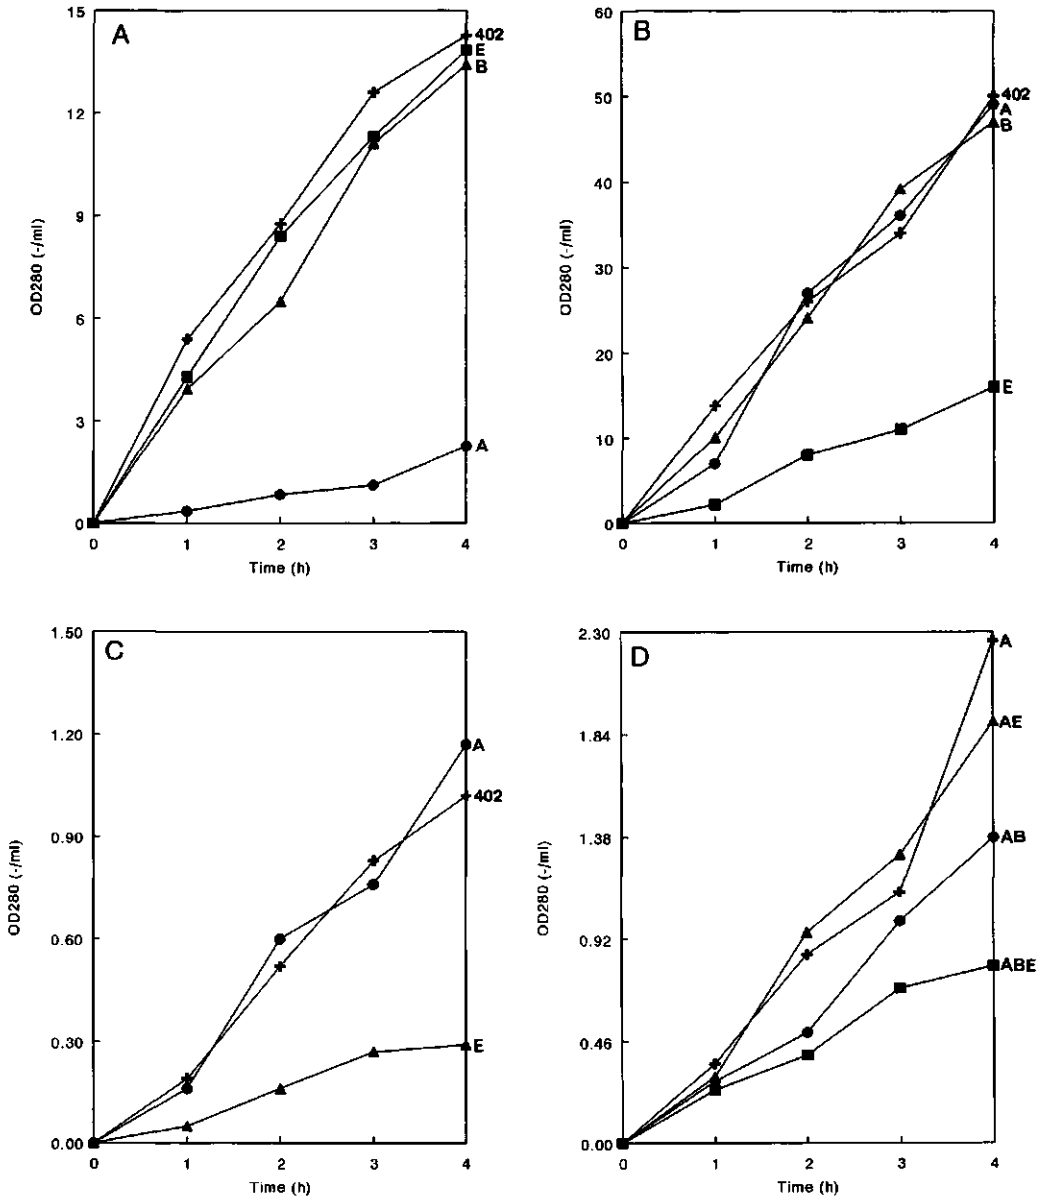 A
15
12
9
6
3
0
OD280 (-/ml)
0 1 2 3 4
Time (h)
402
E
B
A
B
60
50
40
30
20
10
0
OD280 (-/ml)
0 1 2 3 4
Time (h)
402
A
B
E
C
1.50
1.20
0.90
0.60
0.30
0.00
OD280 (-/ml)
0 1 2 3 4
Time (h)
A
402
E
D
2.30
1.84
1.38
0.92
0.46
0.00
OD280 (-/ml)
0 1 2 3 4
Time (h)
A
AE
AB
ABE